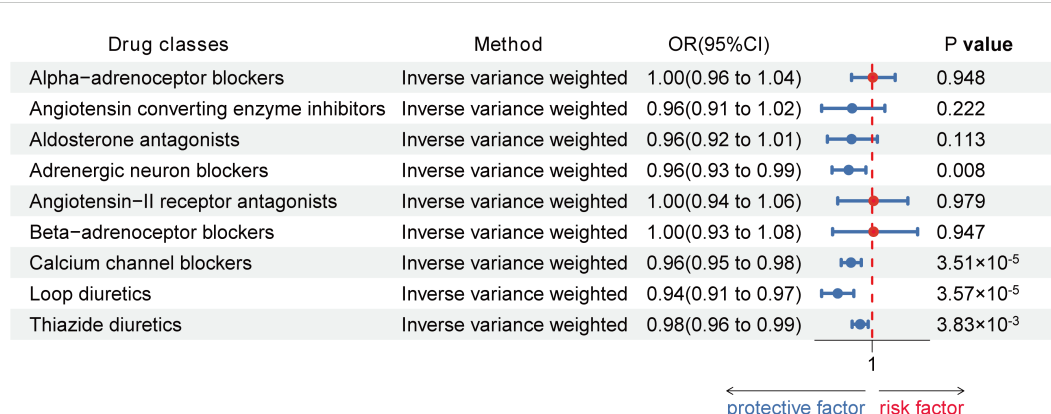 Drug classes Method OR(95%CI) P value
Alpha−adrenoceptor blockers Inverse variance weighted 1.00(0.96 to 1.04) 0.948
Angiotensin converting enzyme inhibitors Inverse variance weighted 0.96(0.91 to 1.02) 0.222
Aldosterone antagonists Inverse variance weighted 0.96(0.92 to 1.01) 0.113
Adrenergic neuron blockers Inverse variance weighted 0.96(0.93 to 0.99) 0.008
Angiotensin−II receptor antagonists Inverse variance weighted 1.00(0.94 to 1.06) 0.979
Beta−adrenoceptor blockers Inverse variance weighted 1.00(0.93 to 1.08) 0.947
Calcium channel blockers Inverse variance weighted 0.96(0.95 to 0.98) 3.51×10⁻⁵
Loop diuretics Inverse variance weighted 0.94(0.91 to 0.97) 3.57×10⁻⁵
Thiazide diuretics Inverse variance weighted 0.98(0.96 to 0.99) 3.83×10⁻³
1
protective factor risk factor